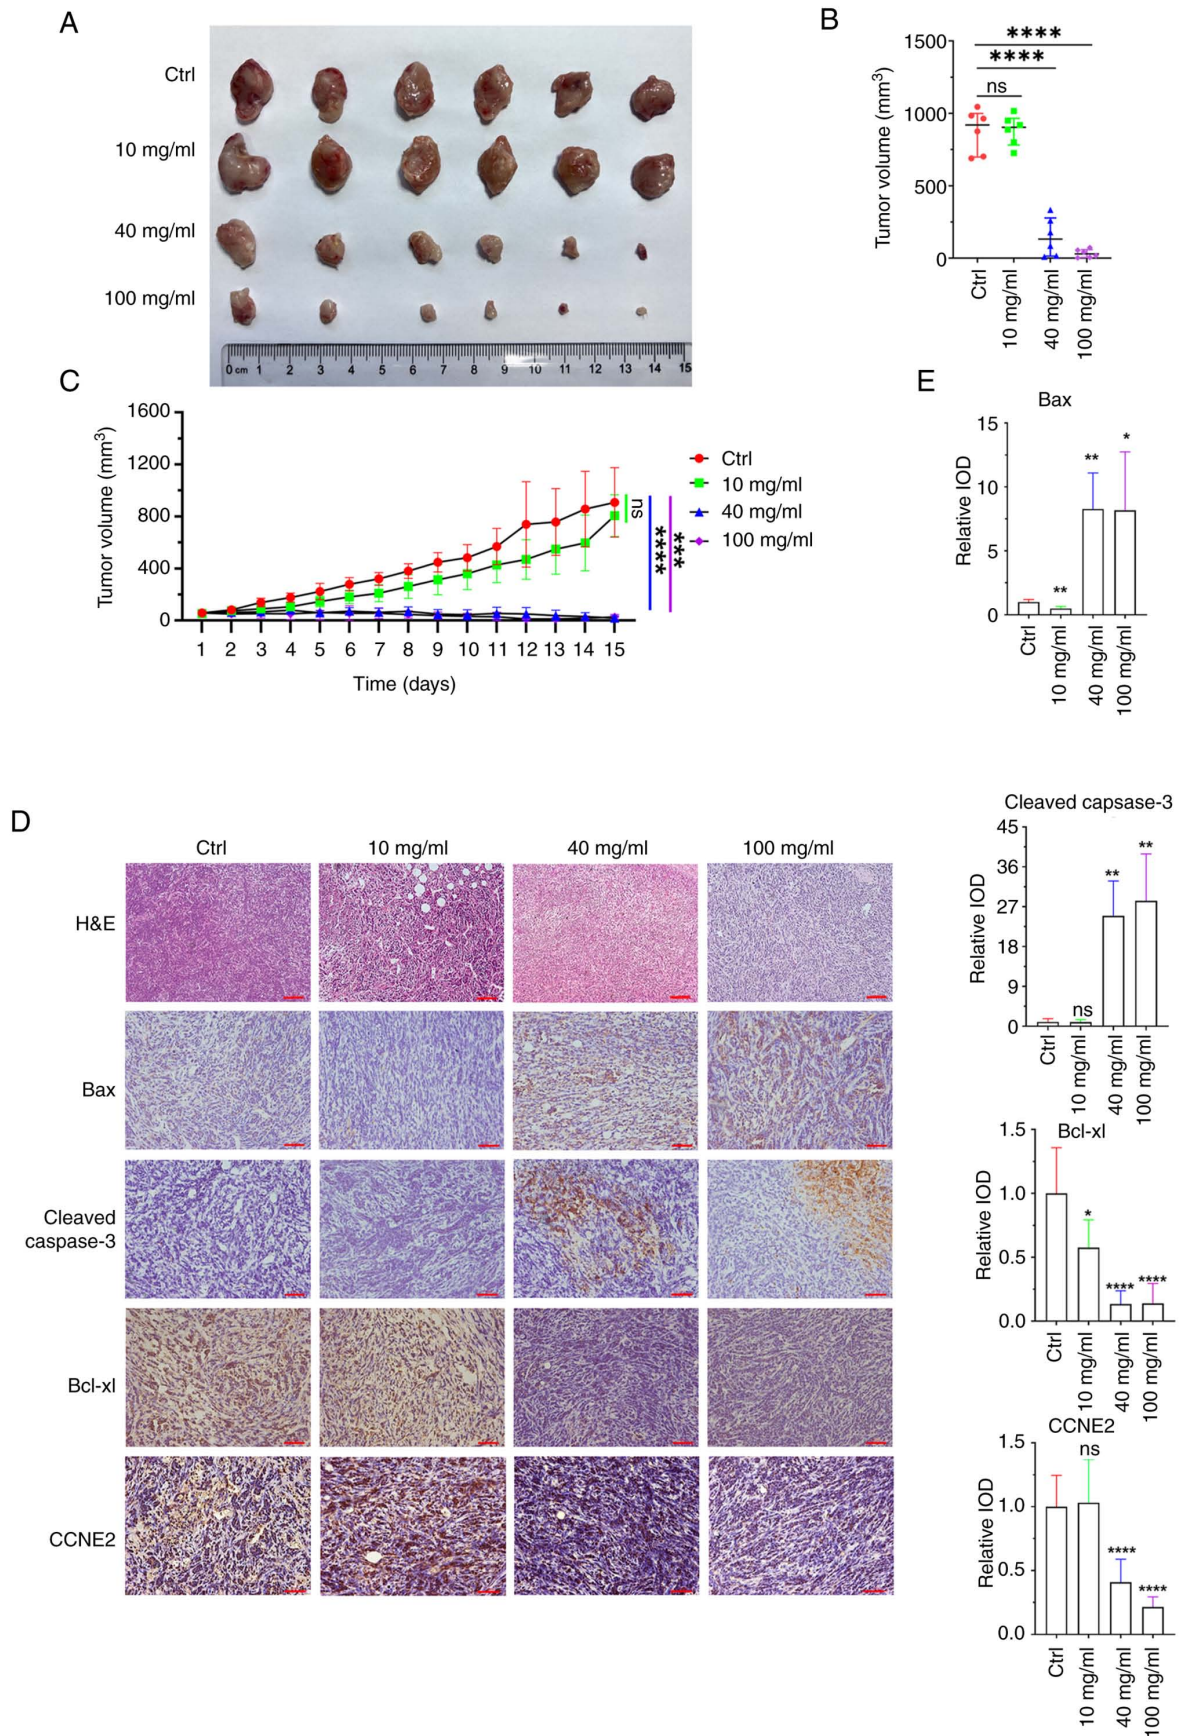 A
Ctrl
10 mg/ml
40 mg/ml
100 mg/ml
0 cm 1 2 3 4 5 6 7 8 9 10 11 12 13 14 15
B
Tumor volume (mm3)
1500
1000
500
0
****
****
ns
Ctrl
10 mg/ml
40 mg/ml
100 mg/ml
C
Tumor volume (mm3)
1600
1200
800
400
0
1 2 3 4 5 6 7 8 9 10 11 12 13 14 15
Time (days)
Ctrl
10 mg/ml
40 mg/ml
100 mg/ml
ns
****
***
E
Bax
Relative IOD
15
10
5
0
**
**
*
Ctrl
10 mg/ml
40 mg/ml
100 mg/ml
D
Ctrl 10 mg/ml 40 mg/ml 100 mg/ml
H&E
Bax
Cleaved
caspase-3
Bcl-xl
CCNE2
Cleaved capsase-3
Relative IOD
45
36
27
18
9
0
ns
**
**
Ctrl
10 mg/ml
40 mg/ml
100 mg/ml
Bcl-xl
Relative IOD
1.5
1.0
0.5
0.0
*
****
****
Ctrl
10 mg/ml
40 mg/ml
100 mg/ml
CCNE2
Relative IOD
1.5
1.0
0.5
0.0
ns
****
****
Ctrl
10 mg/ml
40 mg/ml
100 mg/ml